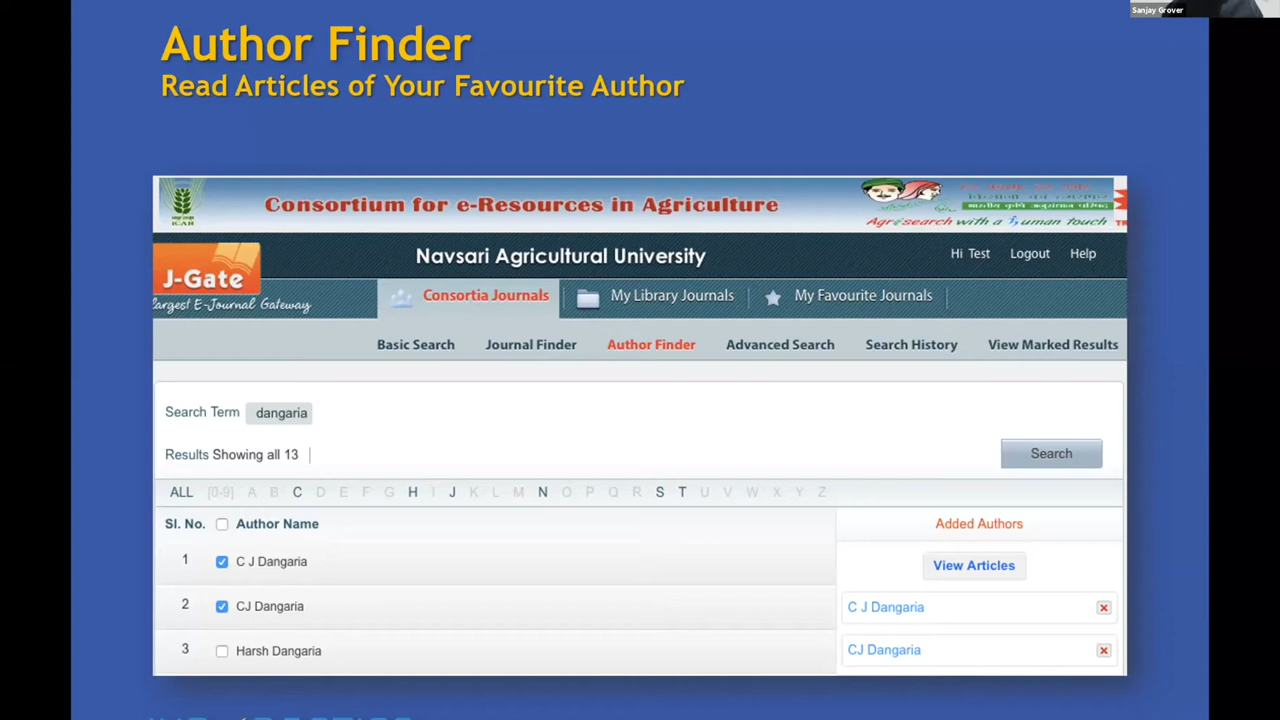 Sanjay Grover
Author Finder
Read Articles of Your Favourite Author
ICAR
Consortium for e-Resources in Agriculture
Agrisearch with a human touch
J-Gate
largest E-Journal Gateway
Navsari Agricultural University
Hi Test Logout Help
Consortia Journals My Library Journals My Favourite Journals
Basic Search Journal Finder Author Finder Advanced Search Search History View Marked Results
Search Term dangaria
Results Showing all 13
Search
ALL [0-9] A B C D E F G H I J K L M N O P Q R S T U V W X Y Z
Sl. No. Author Name
Added Authors
1 C J Dangaria
View Articles
2 CJ Dangaria
C J Dangaria
3 Harsh Dangaria
CJ Dangaria